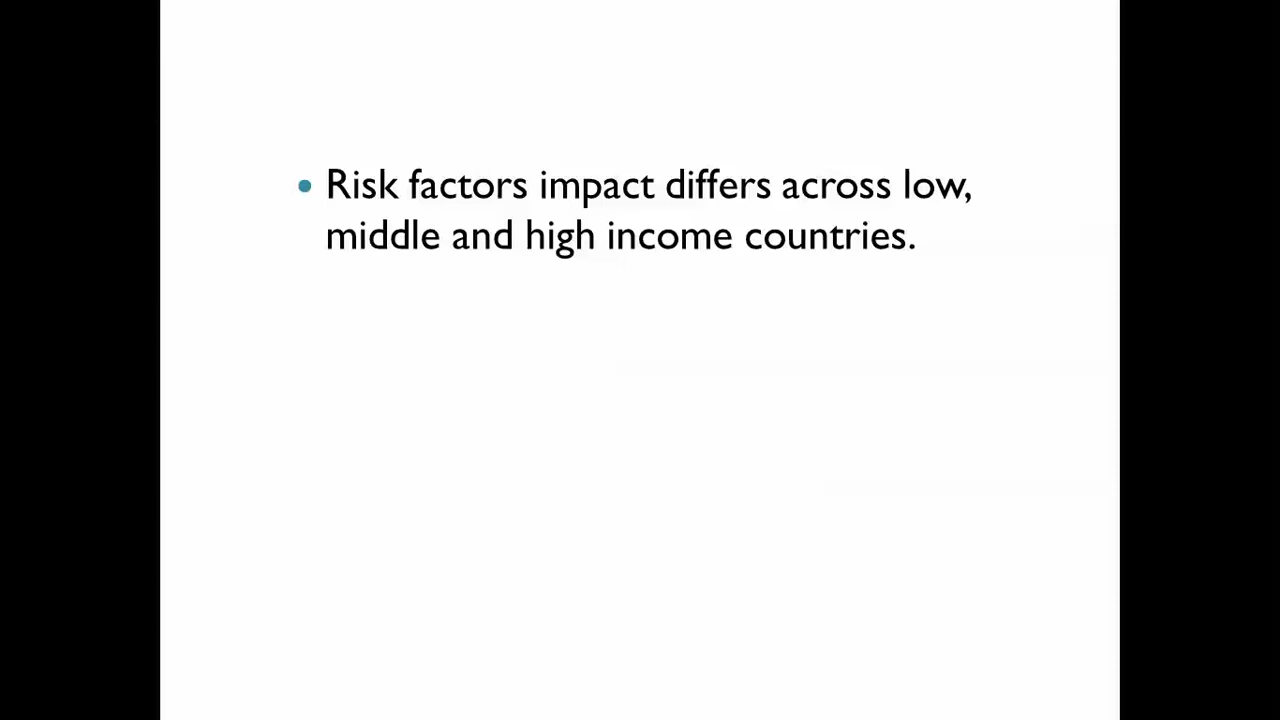 • Risk factors impact differs across low,
middle and high income countries.